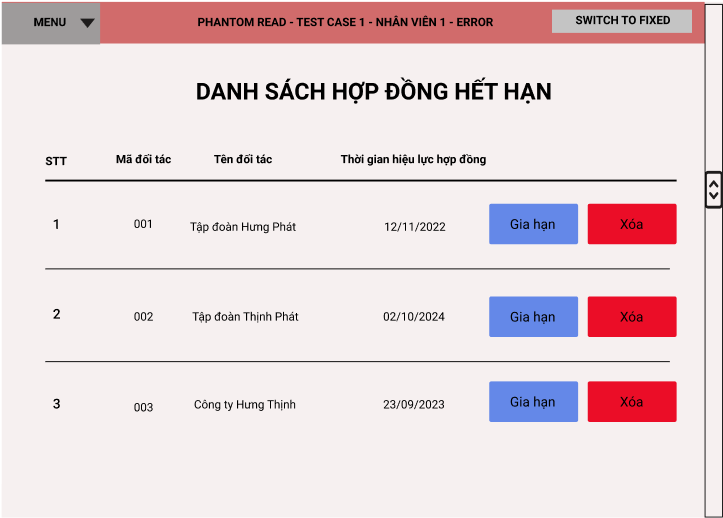 MENU PHANTOM READ - TEST CASE 1 - NHÂN VIÊN 1 - ERROR SWITCH TO FIXED
DANH SÁCH HỢP ĐỒNG HẾT HẠN
STT Mã đối tác Tên đối tác Thời gian hiệu lực hợp đồng
1 001 Tập đoàn Hưng Phát 12/11/2022 Gia hạn Xóa
2 002 Tập đoàn Thịnh Phát 02/10/2024 Gia hạn Xóa
3 003 Công ty Hưng Thịnh 23/09/2023 Gia hạn Xóa